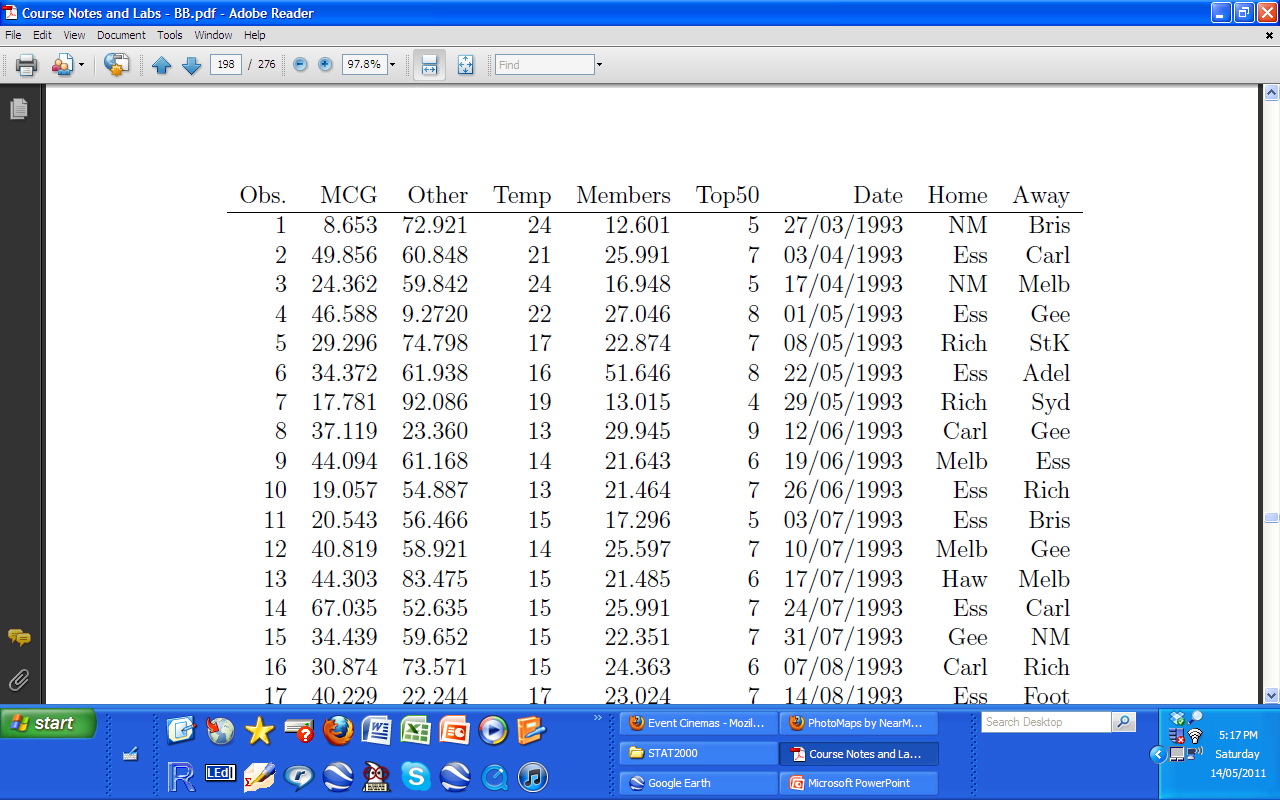 Course Notes and Labs - BB.pdf - Adobe Reader
File Edit View Document Tools Window Help
198 / 276 97.8% Find
Obs. MCG Other Temp Members Top50 Date Home Away
1 8.653 72.921 24 12.601 5 27/03/1993 NM Bris
2 49.856 60.848 21 25.991 7 03/04/1993 Ess Carl
3 24.362 59.842 24 16.948 5 17/04/1993 NM Melb
4 46.588 9.2720 22 27.046 8 01/05/1993 Ess Gee
5 29.296 74.798 17 22.874 7 08/05/1993 Rich StK
6 34.372 61.938 16 51.646 8 22/05/1993 Ess Adel
7 17.781 92.086 19 13.015 4 29/05/1993 Rich Syd
8 37.119 23.360 13 29.945 9 12/06/1993 Carl Gee
9 44.094 61.168 14 21.643 6 19/06/1993 Melb Ess
10 19.057 54.887 13 21.464 7 26/06/1993 Ess Rich
11 20.543 56.466 15 17.296 5 03/07/1993 Ess Bris
12 40.819 58.921 14 25.597 7 10/07/1993 Melb Gee
13 44.303 83.475 15 21.485 6 17/07/1993 Haw Melb
14 67.035 52.635 15 25.991 7 24/07/1993 Ess Carl
15 34.439 59.652 15 22.351 7 31/07/1993 Gee NM
16 30.874 73.571 15 24.363 6 07/08/1993 Carl Rich
17 40.229 22.244 17 23.024 7 14/08/1993 Ess Foot
start
LEd
Event Cinemas - Mozil...
PhotoMaps by NearM...
Search Desktop
STAT2000
Course Notes and La...
Google Earth
Microsoft PowerPoint
5:17 PM
Saturday
14/05/2011